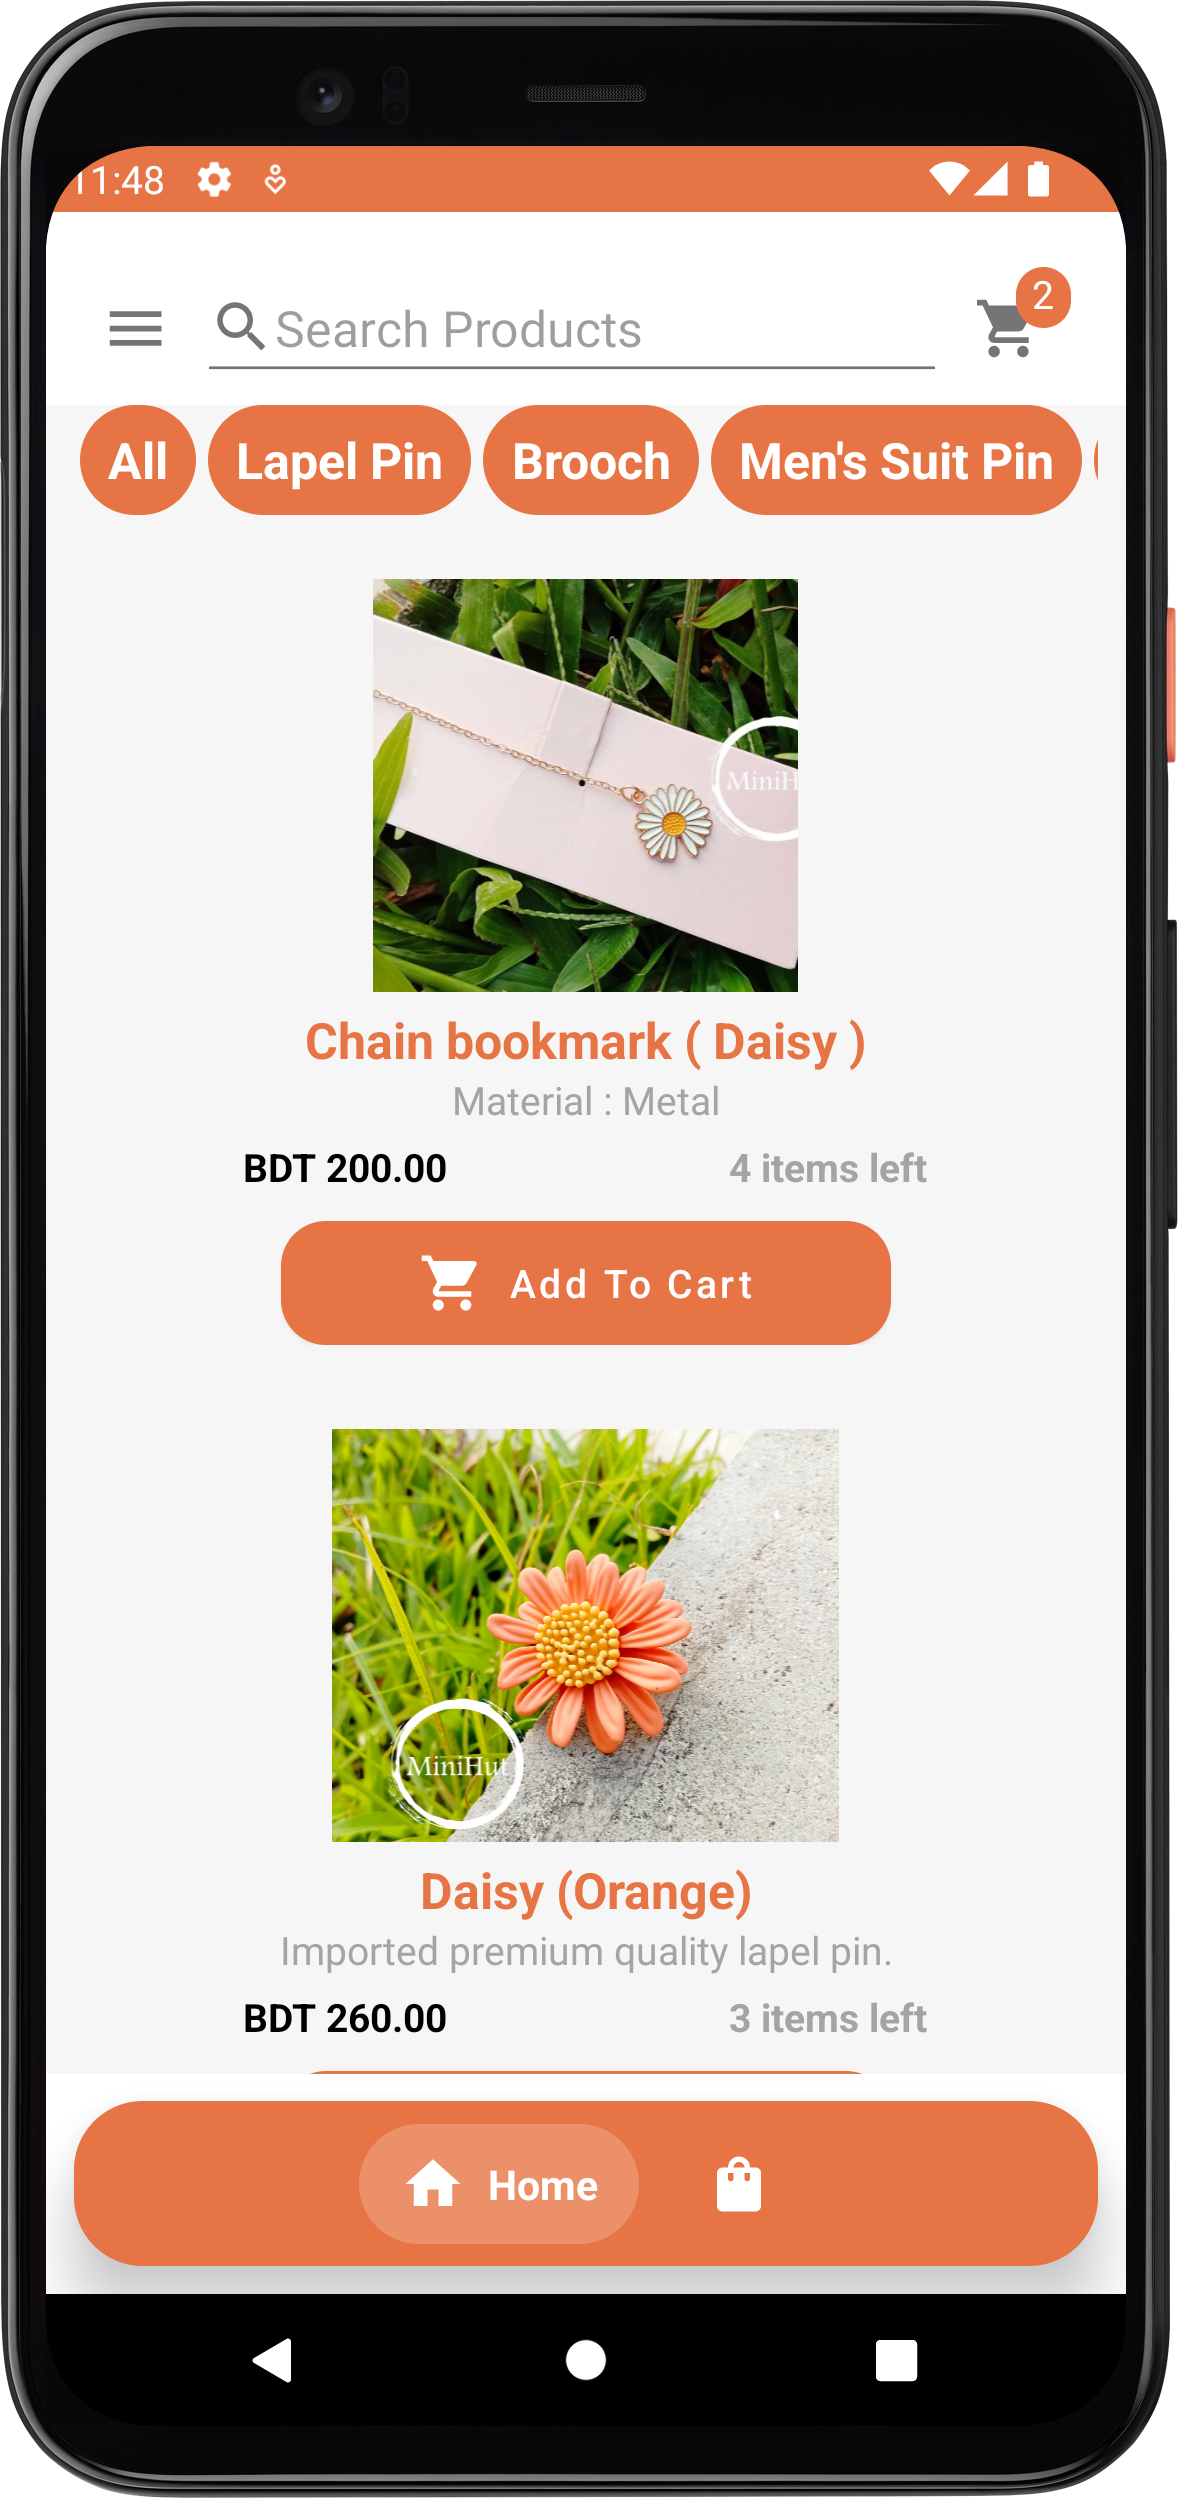 11:48
Search Products
2
All
Lapel Pin
Brooch
Men's Suit Pin
MiniH
Chain bookmark ( Daisy )
Material : Metal
BDT 200.00
4 items left
Add To Cart
MiniHut
Daisy (Orange)
Imported premium quality lapel pin.
BDT 260.00
3 items left
Home